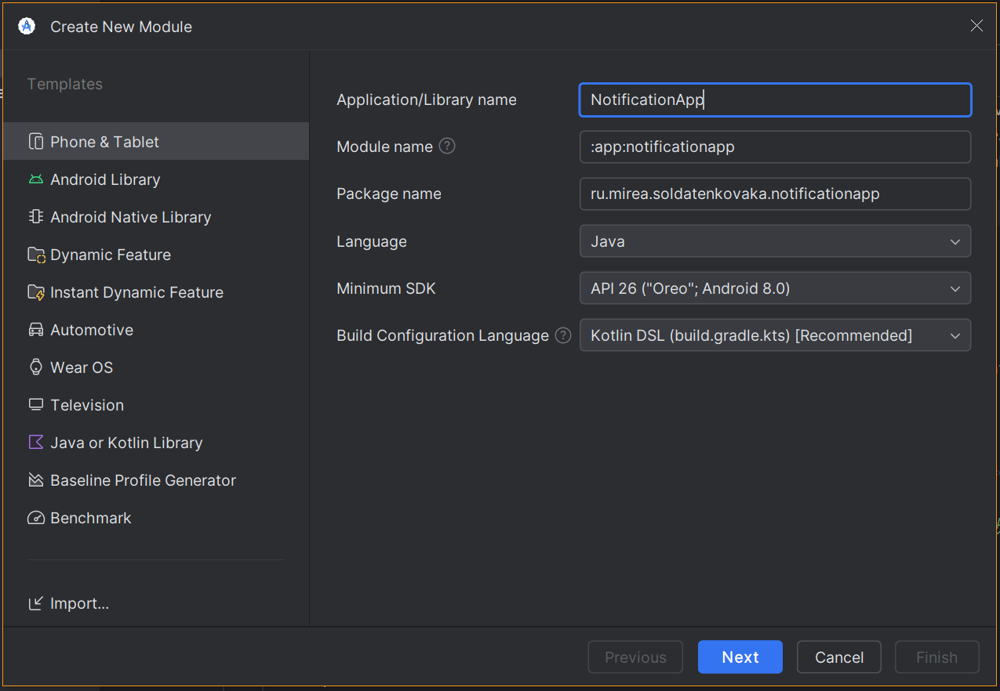 Create New Module
Templates
Phone & Tablet
Android Library
Android Native Library
Dynamic Feature
Instant Dynamic Feature
Automotive
Wear OS
Television
Java or Kotlin Library
Baseline Profile Generator
Benchmark
Import...
Application/Library name
NotificationApp
Module name ?
:app:notificationapp
Package name
ru.mirea.soldatenkovaka.notificationapp
Language
Java
Minimum SDK
API 26 ("Oreo"; Android 8.0)
Build Configuration Language ?
Kotlin DSL (build.gradle.kts) [Recommended]
Previous
Next
Cancel
Finish